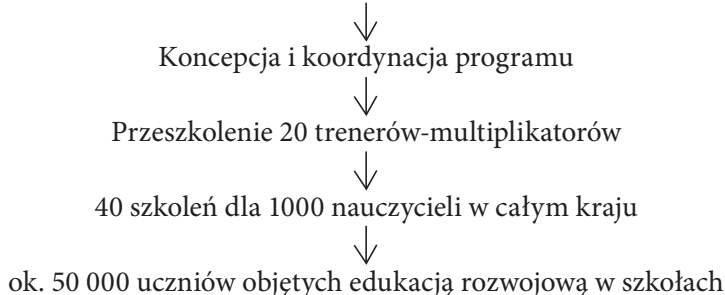 Koncepcja i koordynacja programu
Przeszkolenie 20 trenerów-multiplikatorów
40 szkoleń dla 1000 nauczycieli w całym kraju
ok. 50 000 uczniów objętych edukacją rozwojową w szkołach